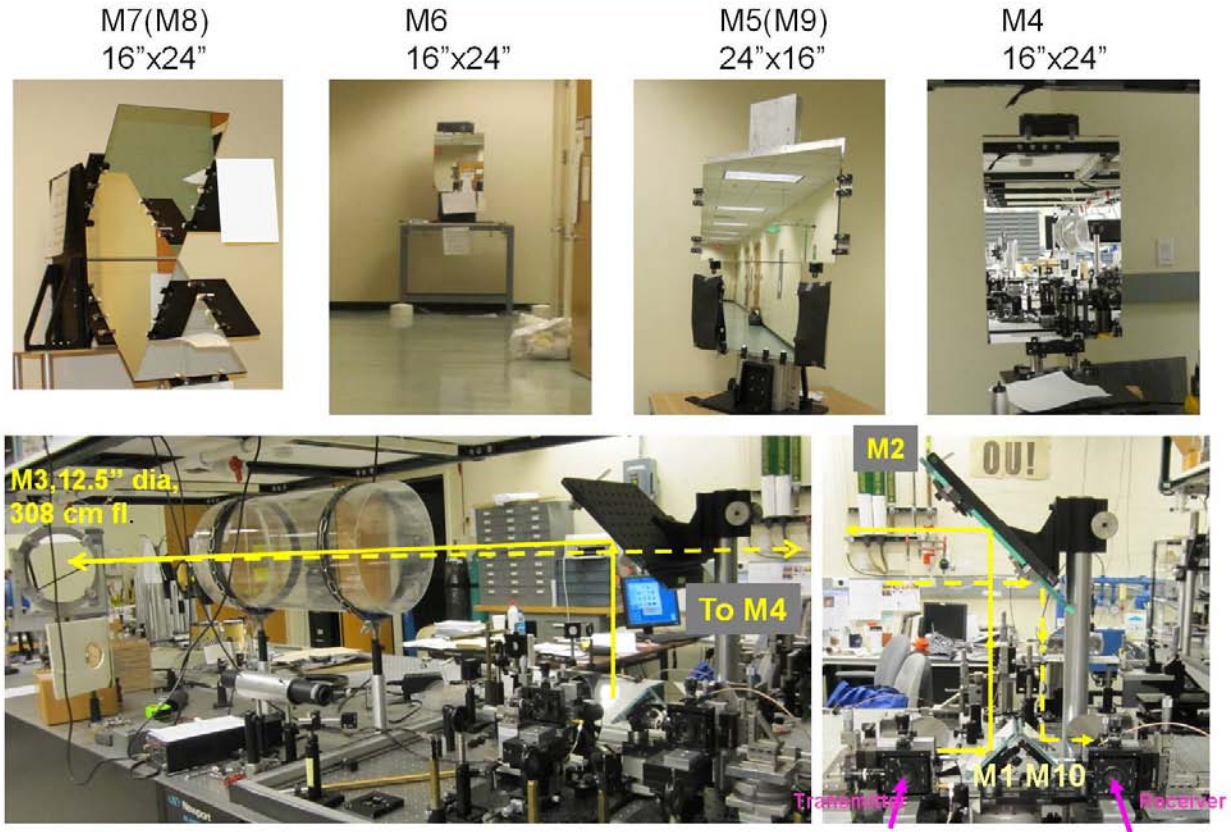 M7(M8)
16"x24"
M6
16"x24"
M5(M9)
24"x16"
M4
16"x24"
M3,12.5" dia,
308 cm fl.
To M4
Newport
M2
OU!
M1 M10
Transmitter
Receiver